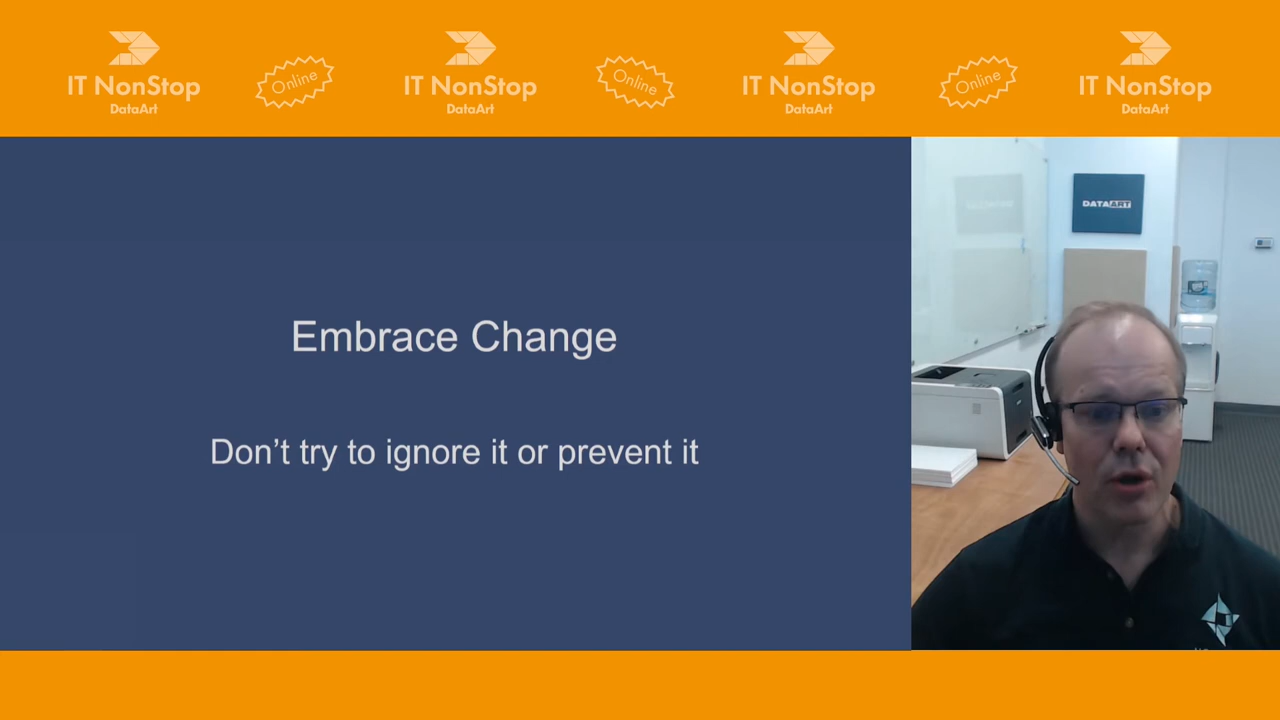 IT NonStop
DataArt
Online
IT NonStop
DataArt
Online
IT NonStop
DataArt
Online
IT NonStop
DataArt
DATAART
Embrace Change
Don't try to ignore it or prevent it